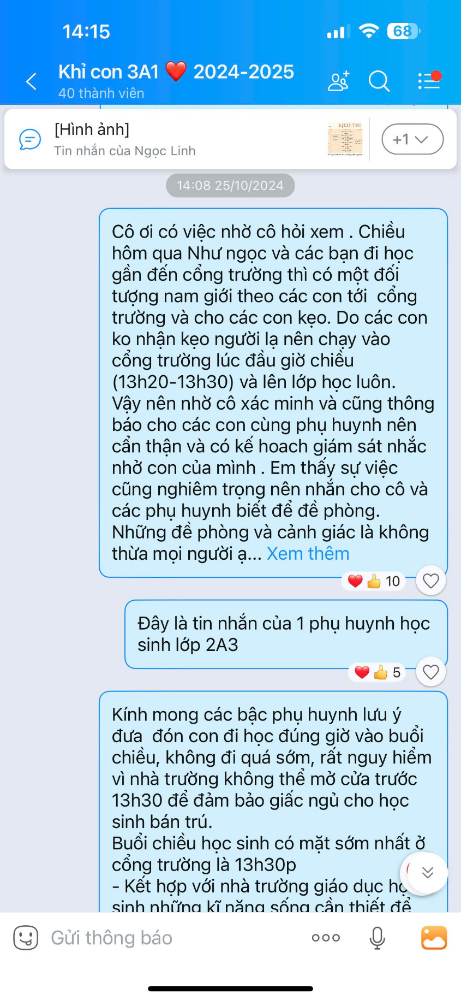 14:15
68
Khỉ con 3A1 ❤️ 2024-2025
40 thành viên
[Hình ảnh]
Tin nhắn của Ngọc Linh
LỊCH THI
+1
14:08 25/10/2024
Cô ơi có việc nhờ cô hỏi xem . Chiều
hôm qua Như ngọc và các bạn đi học
gần đến cổng trường thì có một đối
tượng nam giới theo các con tới  cổng
trường và cho các con kẹo. Do các con
ko nhận kẹo người lạ nên chạy vào
cổng trường lúc đầu giờ chiều
(13h20-13h30) và lên lớp học luôn.
Vậy nên nhờ cô xác minh và cũng thông
báo cho các con cùng phụ huynh nên
cẩn thận và có kế hoach giám sát nhắc
nhở con của mình . Em thấy sự việc
cũng nghiêm trọng nên nhắn cho cô và
các phụ huynh biết để đề phòng.
Những đề phòng và cảnh giác là không
thừa mọi người ạ... Xem thêm
❤️👍 10
Đây là tin nhắn của 1 phụ huynh học
sinh lớp 2A3
❤️👍 5
Kính mong các bậc phụ huynh lưu ý
đưa  đón con đi học đúng giờ vào buổi
chiều, không đi quá sớm, rất nguy hiểm
vì nhà trường không thể mở cửa trước
13h30 để đảm bảo giấc ngủ cho học
sinh bán trú.
Buổi chiều học sinh có mặt sớm nhất ở
cổng trường là 13h30p
- Kết hợp với nhà trường giáo dục họ
sinh những kĩ năng sống cần thiết để
Gửi thông báo